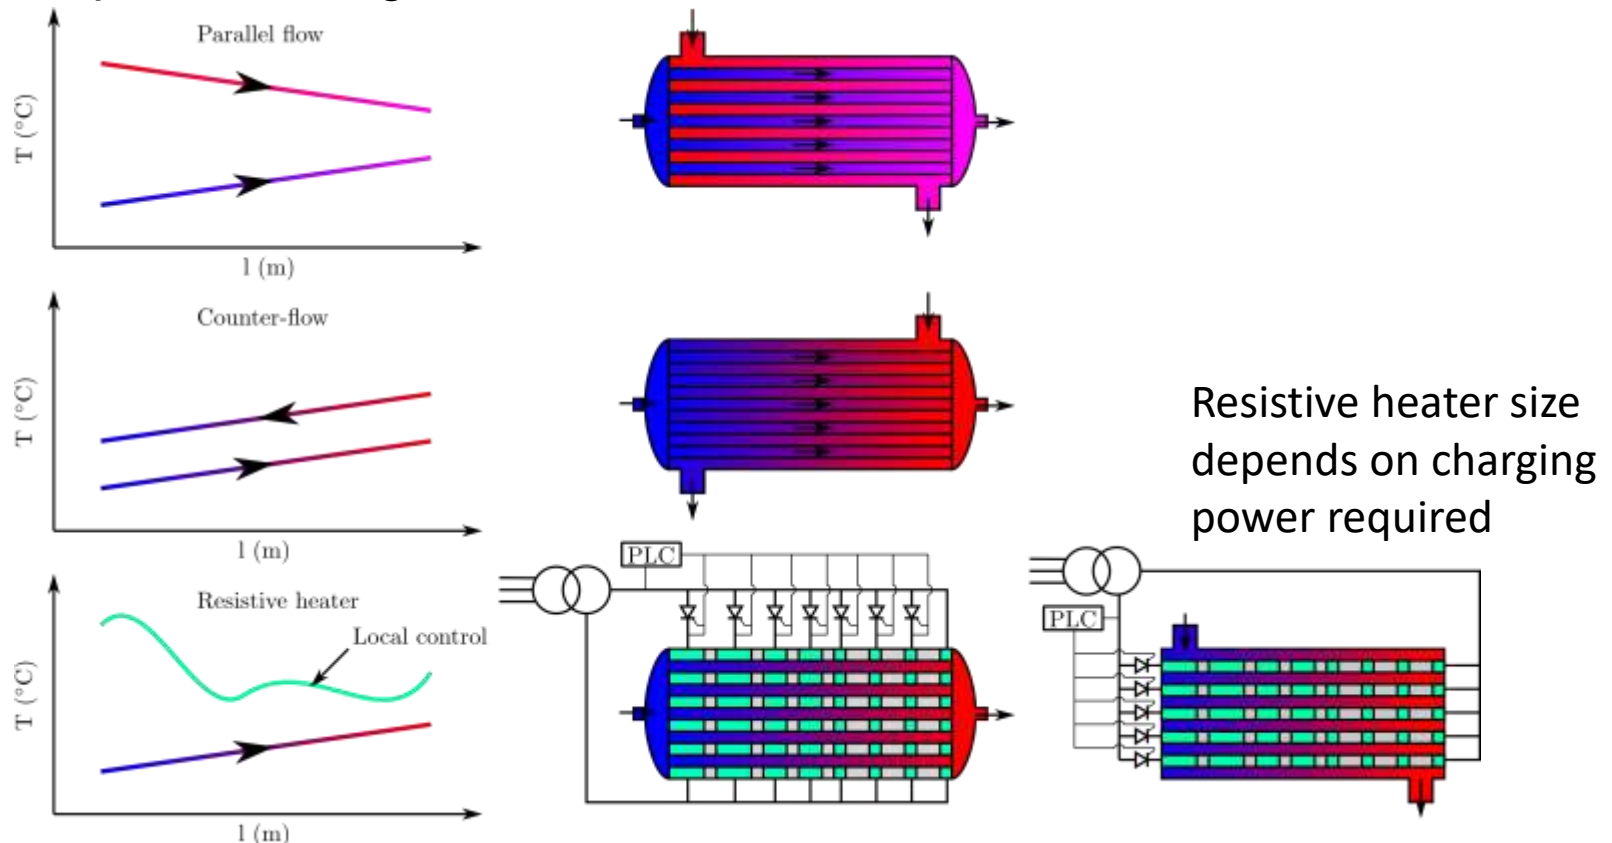 Parallel flow
T (°C)
l (m)
Counter-flow
T (°C)
l (m)
Resistive heater size
depends on charging
power required
Resistive heater
Local control
T (°C)
l (m)
PLC
PLC